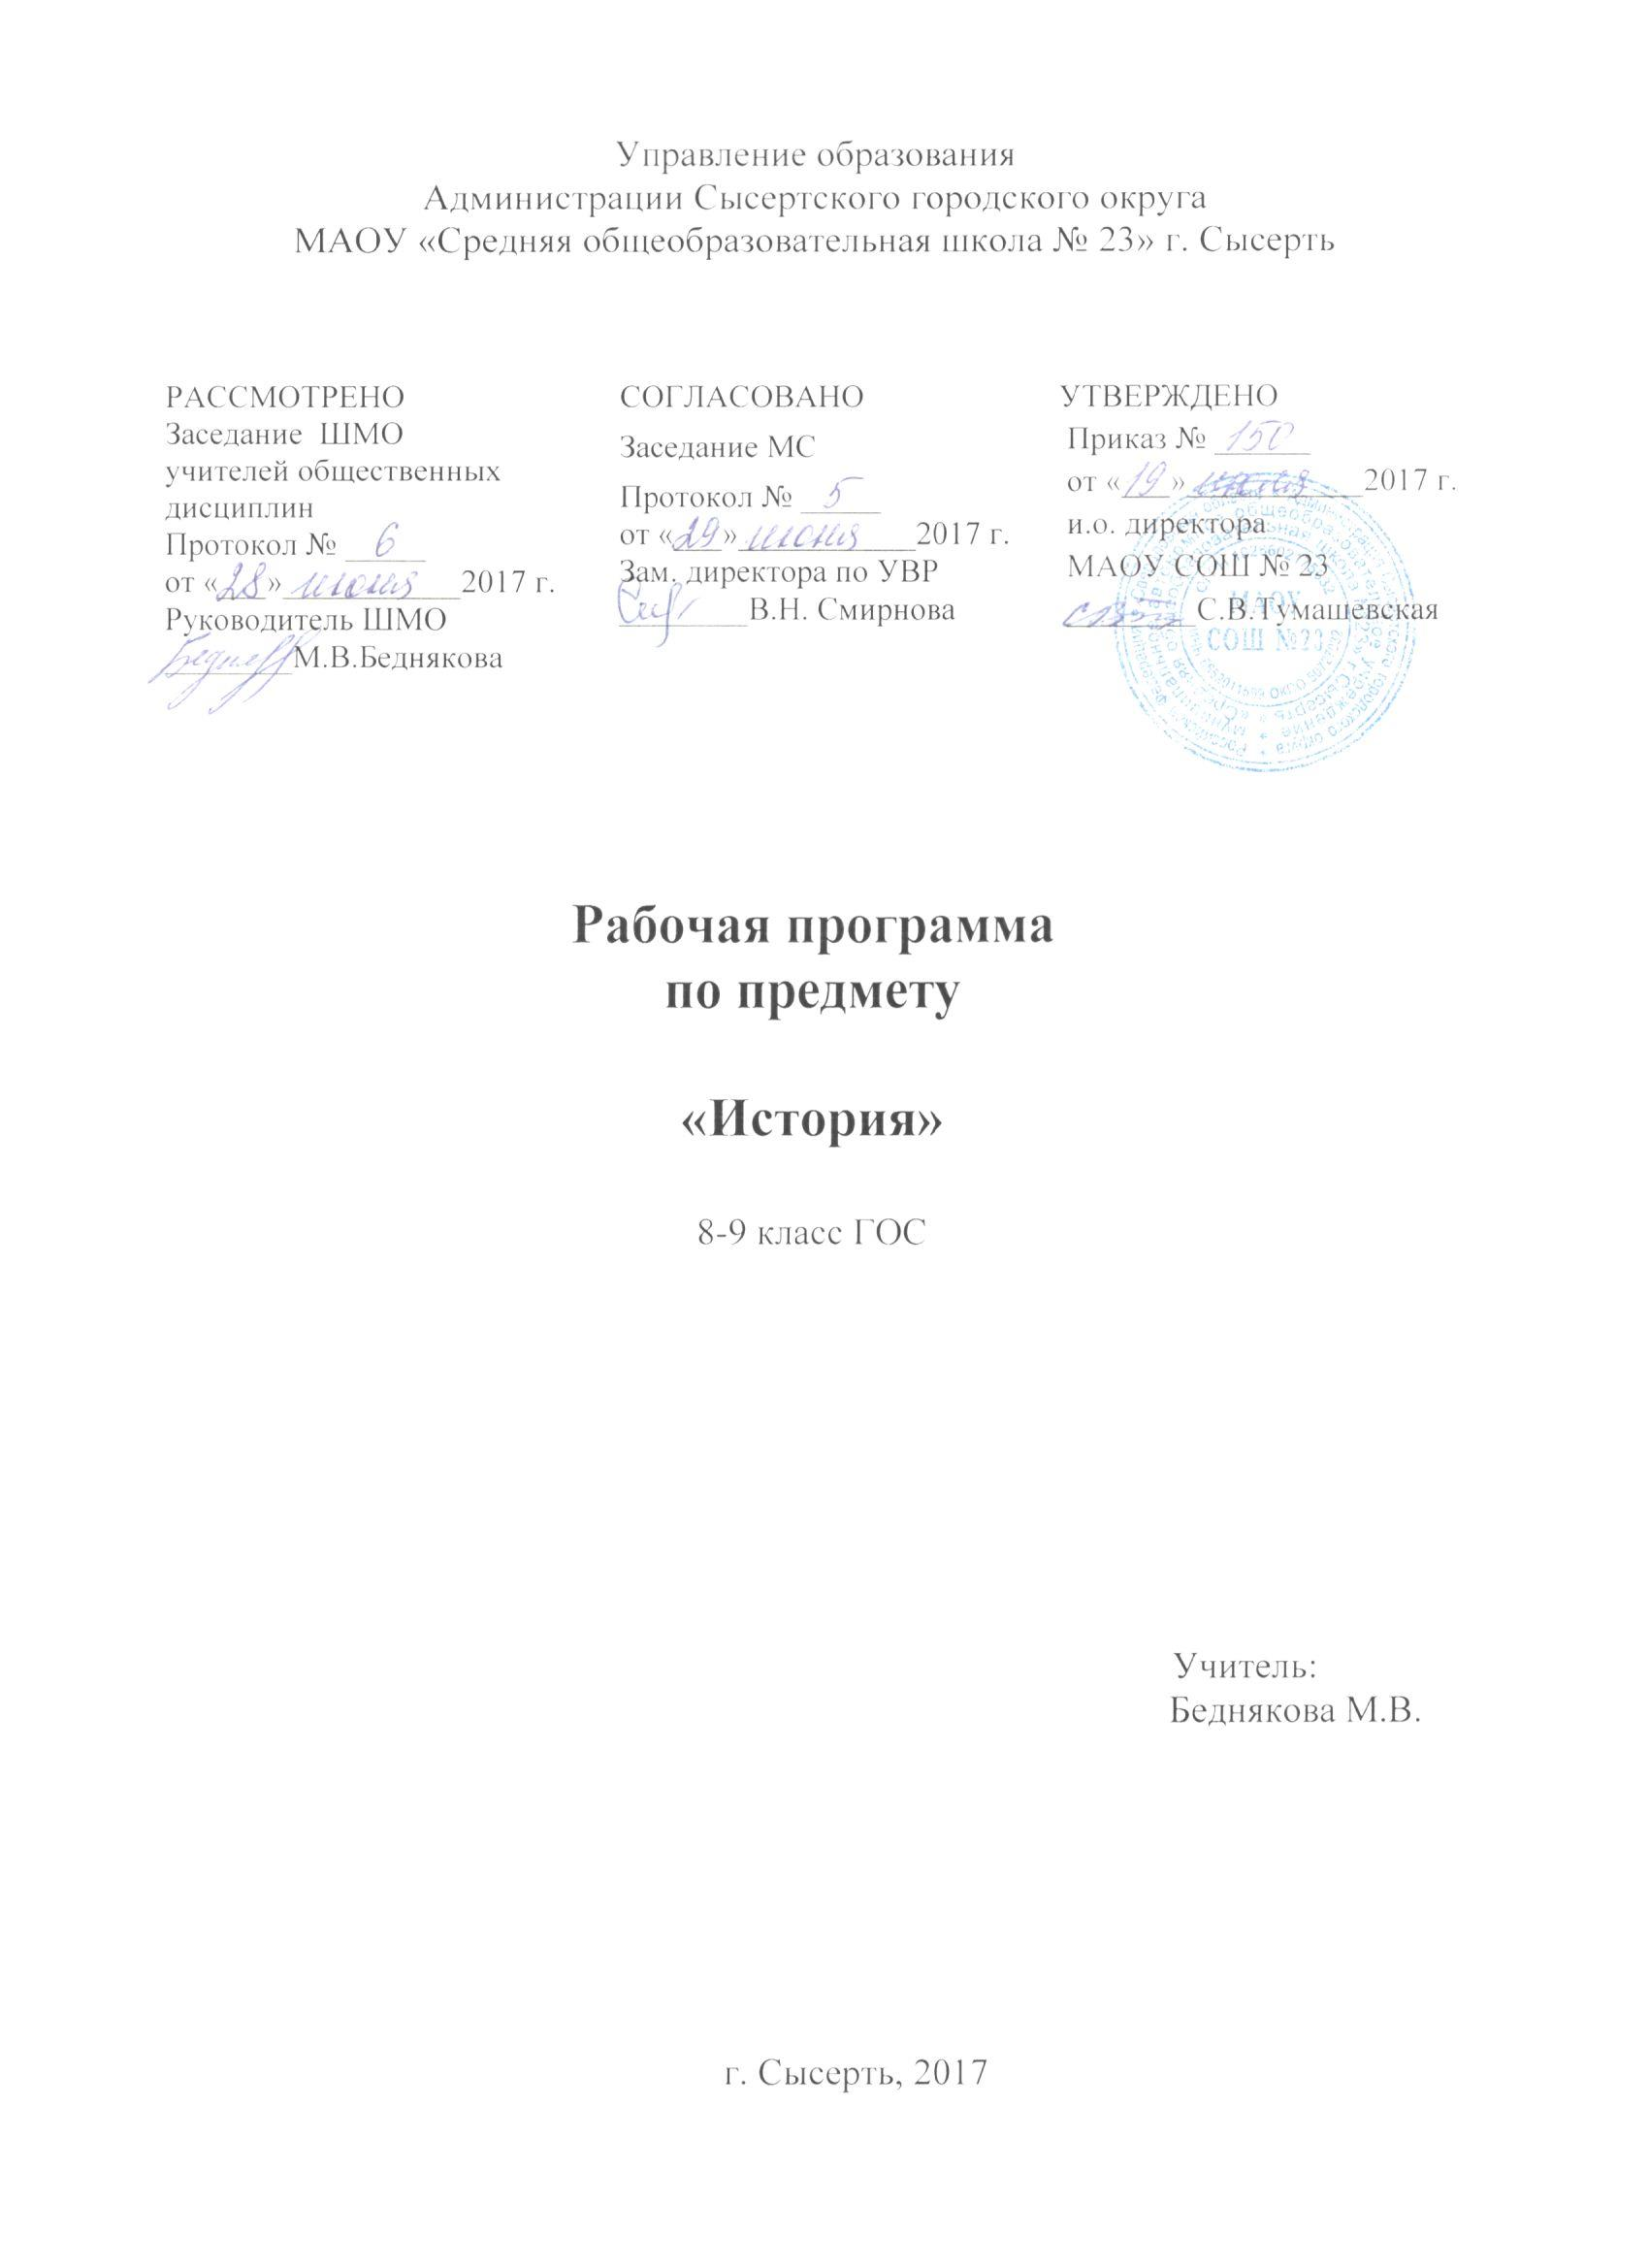 Управление образования
Администрации Сысертского городского округа
МАОУ «Средняя общеобразовательная школа № 23» г. Сысерть
РАССМОТРЕНО
Заседание ШМО
учителей общественных
дисциплин
Протокол № 6
от «28» июня 2017 г.
Руководитель ШМО
М.В.Беднякова
СОГЛАСОВАНО
Заседание МС
Протокол № 5
от «29» июня 2017 г.
Зам. директора по УВР
В.Н. Смирнова
УТВЕРЖДЕНО
Приказ № 150
от «19» 2017 г.
и.о. директора
МАОУ СОШ № 23
С.В.Тумашевская
МАОУ
СОШ №23
Рабочая программа
по предмету
«История»
8-9 класс ГОС
Учитель:
Беднякова М.В.
г. Сысерть, 2017